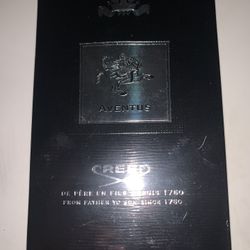 AVENTUS
CREED
DE PÈRE EN FILS DEPUIS 1760
FROM FATHER TO SON SINCE 1760